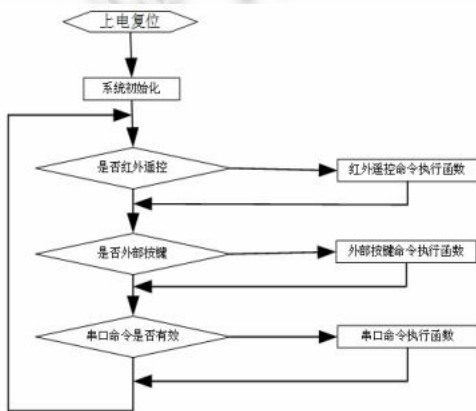 上电复位
系统初始化
是否红外遥控
红外遥控命令执行函数
是否外部按键
外部按键命令执行函数
串口命令是否有效
串口命令执行函数